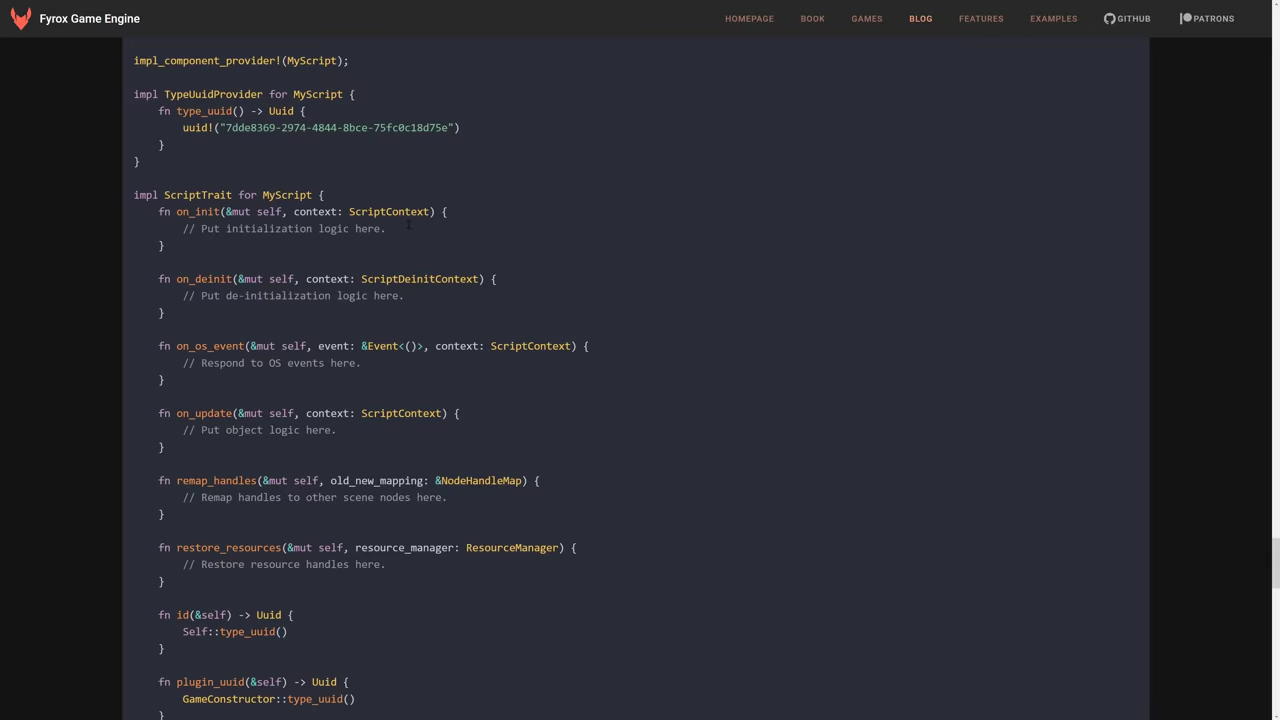 Fyrox Game Engine
HOMEPAGE
BOOK
GAMES
BLOG
FEATURES
EXAMPLES
GITHUB
PATRONS
impl_component_provider!(MyScript);
impl TypeUuidProvider for MyScript {
    fn type_uuid() -> Uuid {
        uuid!("7dde8369-2974-4844-8bce-75fc0c18d75e")
    }
}
impl ScriptTrait for MyScript {
    fn on_init(&mut self, context: ScriptContext) {
        // Put initialization logic here.
    }
    fn on_deinit(&mut self, context: ScriptDeinitContext) {
        // Put de-initialization logic here.
    }
    fn on_os_event(&mut self, event: &Event<()>, context: ScriptContext) {
        // Respond to OS events here.
    }
    fn on_update(&mut self, context: ScriptContext) {
        // Put object logic here.
    }
    fn remap_handles(&mut self, old_new_mapping: &NodeHandleMap) {
        // Remap handles to other scene nodes here.
    }
    fn restore_resources(&mut self, resource_manager: ResourceManager) {
        // Restore resource handles here.
    }
    fn id(&self) -> Uuid {
        Self::type_uuid()
    }
    fn plugin_uuid(&self) -> Uuid {
        GameConstructor::type_uuid()
    }